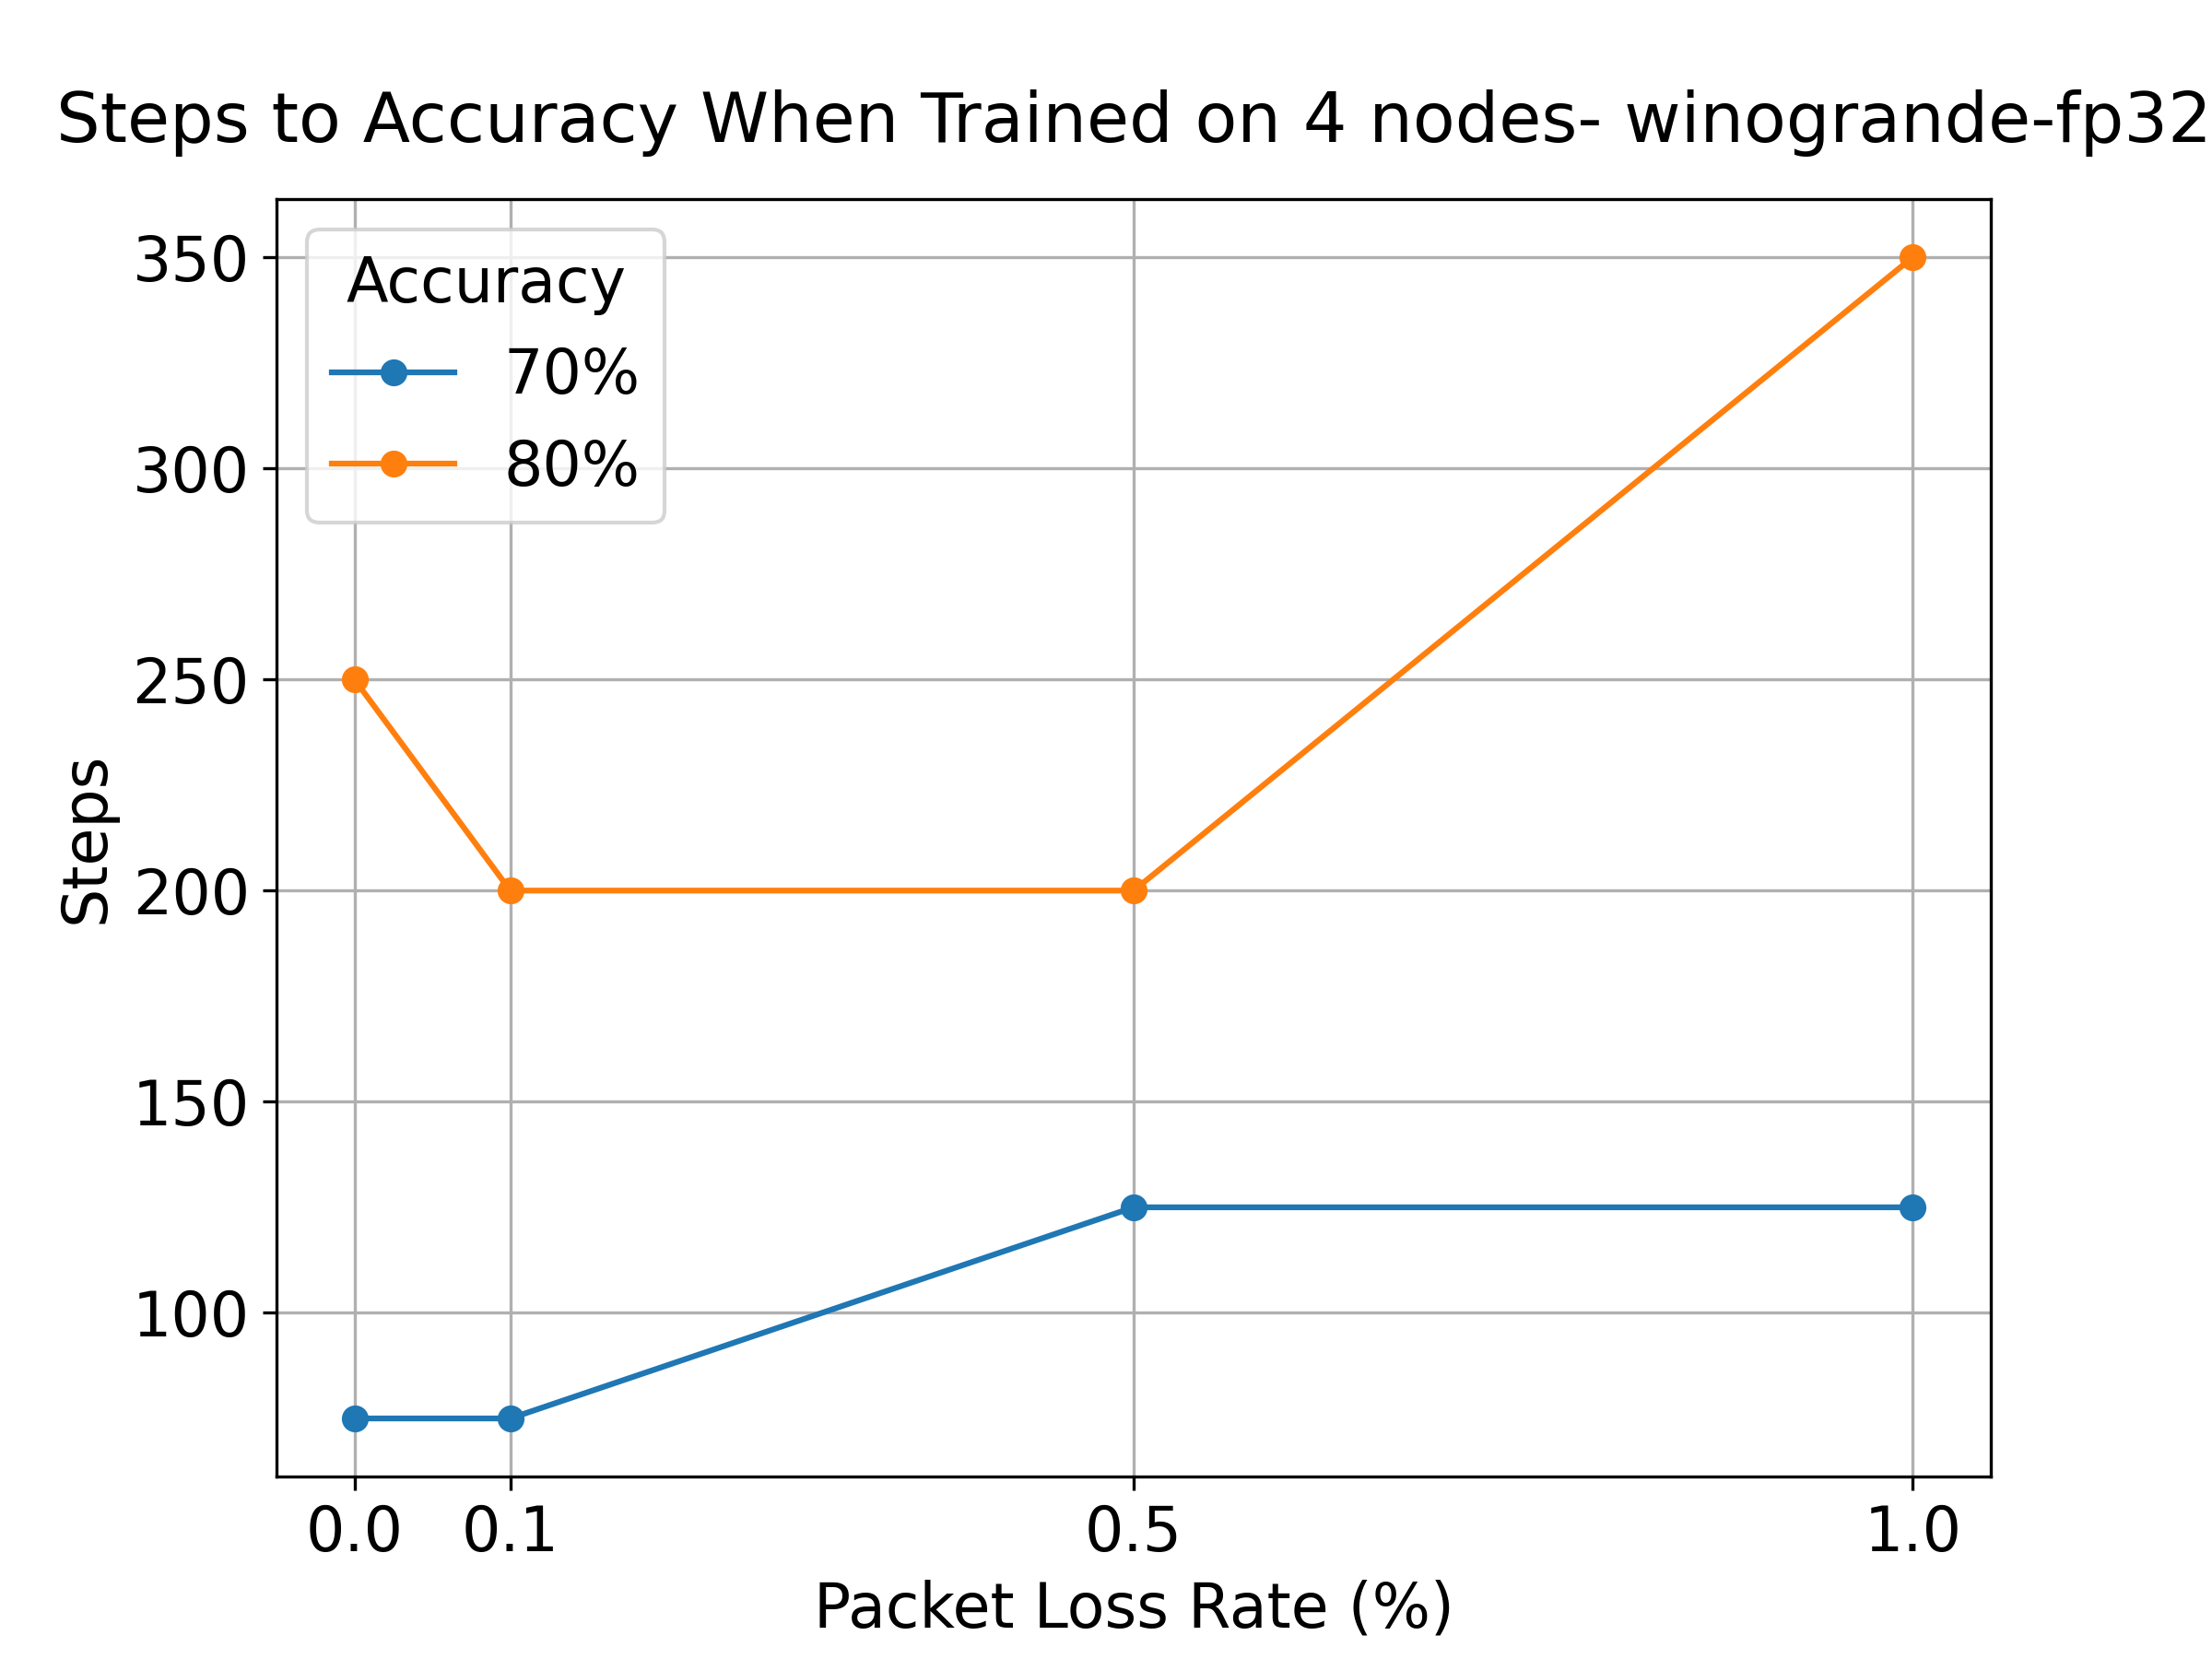 Steps to Accuracy When Trained on 4 nodes- winogrande-fp32
350
300
250
200
150
100
Steps
Accuracy
70%
80%
0.0 0.1 0.5 1.0
Packet Loss Rate (%)